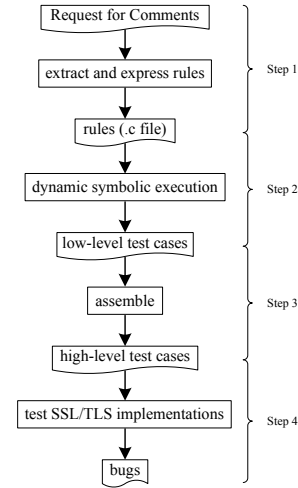 Request for Comments
extract and express rules
Step 1
rules (.c file)
dynamic symbolic execution
Step 2
low-level test cases
assemble
Step 3
high-level test cases
test SSL/TLS implementations
Step 4
bugs